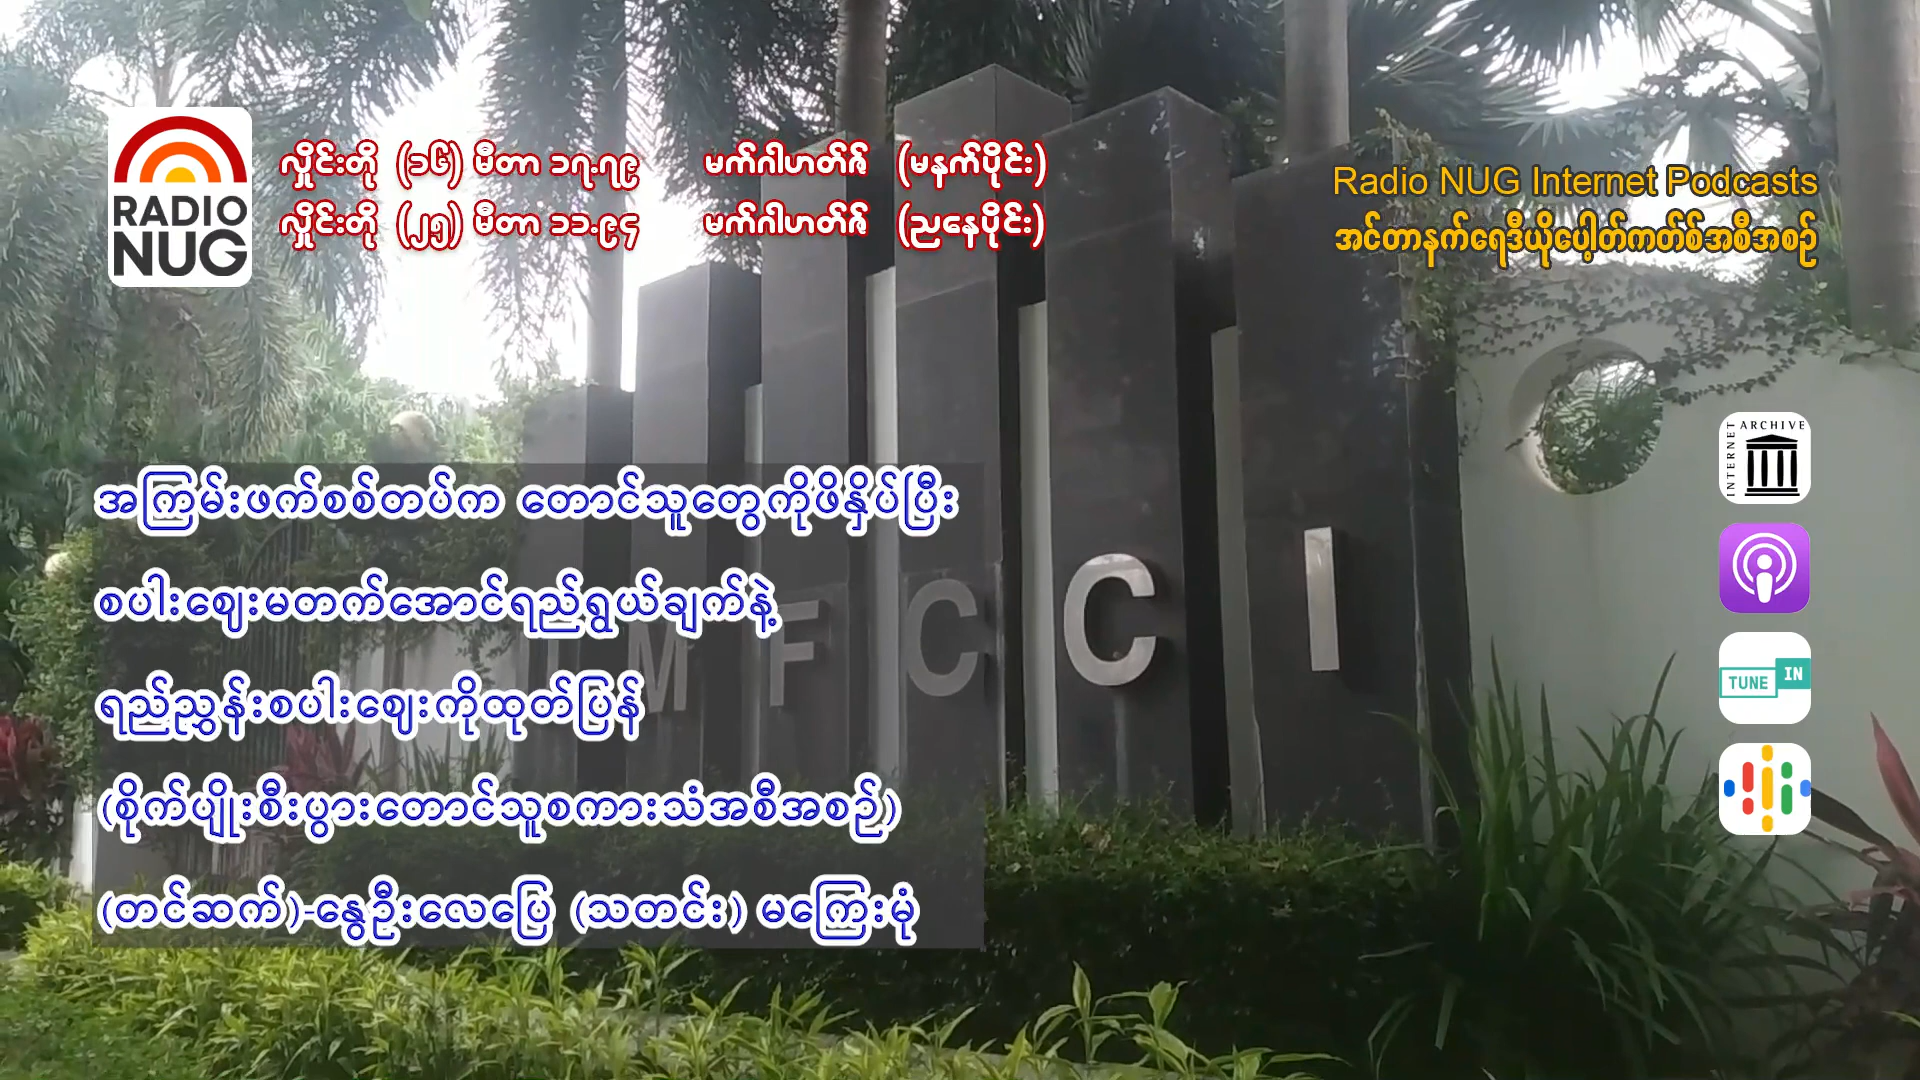 RADIO
NUG
လှိုင်းတို (၁၆) မီတာ ၁၇.၇၉ မက်ဂါဟတ်ဇ် (မနက်ပိုင်း)
လှိုင်းတို (၂၅) မီတာ ၁၁.၉၄ မက်ဂါဟတ်ဇ် (ညနေပိုင်း)
Radio NUG Internet Podcasts
အင်တာနက်ရေဒီယိုပေါ့တ်ကတ်စ်အစီအစဉ်
INTERNET ARCHIVE
TUNE IN
MFCCI
အကြမ်းဖက်စစ်တပ်က တောင်သူတွေကိုဖိနှိပ်ပြီး
စပါးဈေးမတက်အောင်ရည်ရွယ်ချက်နဲ့
ရည်ညွှန်းစပါးဈေးကိုထုတ်ပြန်
(စိုက်ပျိုးစီးပွားတောင်သူစကားသံအစီအစဉ်)
(တင်ဆက်)-နွေဦးလေပြေ (သတင်း) မကြေးမုံ